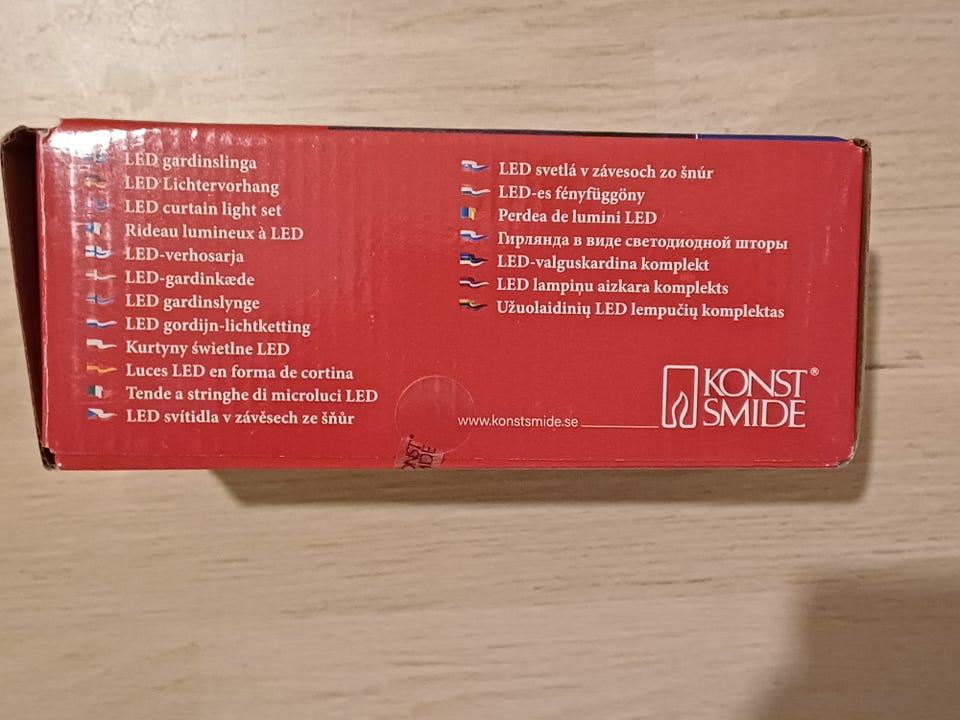 LED gardinslinga
LED Lichtervorhang
LED curtain light set
Rideau lumineux à LED
LED-verhosarja
LED-gardinkæde
LED gardinslynge
LED gordijn-lichtketting
Kurtyny świetlne LED
Luces LED en forma de cortina
Tende a stringhe di microluci LED
LED svítidla v závěsech ze šňůr
LED svetlá v závesoch zo šnúr
LED-es fényfüggöny
Perdea de lumini LED
Гирлянда в виде светодиодной шторы
LED-valguskardina komplekt
LED lampiņu aizkara komplekts
Užuolaidinių LED lempučių komplektas
www.konstsmide.se
KONST®
SMIDE